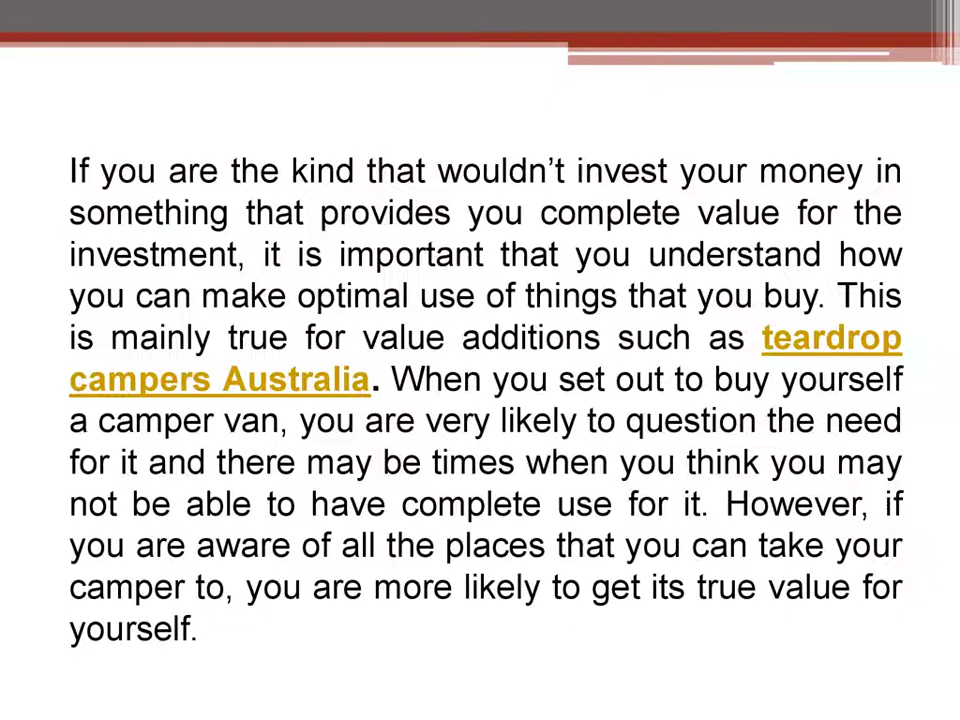 If you are the kind that wouldn’t invest your money in
something that provides you complete value for the
investment, it is important that you understand how
you can make optimal use of things that you buy. This
is mainly true for value additions such as teardrop
campers Australia. When you set out to buy yourself
a camper van, you are very likely to question the need
for it and there may be times when you think you may
not be able to have complete use for it. However, if
you are aware of all the places that you can take your
camper to, you are more likely to get its true value for
yourself.